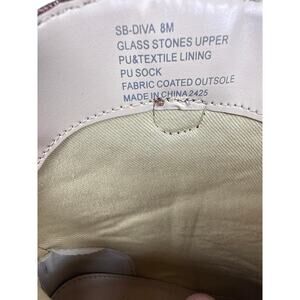 SB-DIVA 8M
GLASS STONES UPPER
PU&TEXTILE LINING
PU SOCK
FABRIC COATED OUTSOLE
MADE IN CHINA 2425